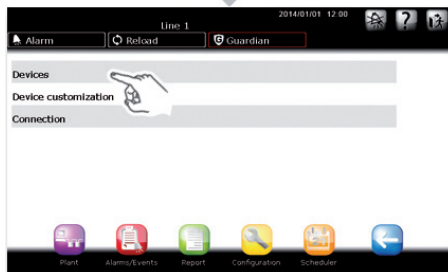 2014/01/01 12:00
Line 1
Alarm
Reload
Guardian
Devices
Device customization
Connection
Plant Alarms/Events Report Configuration Scheduler